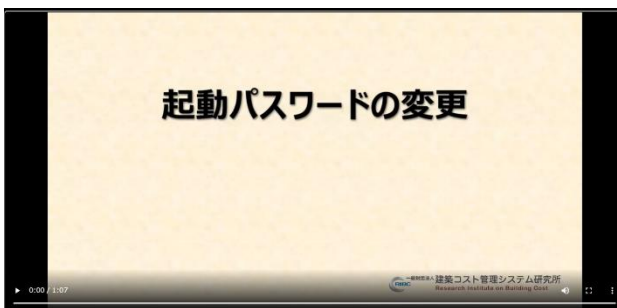 起動パスワードの変更
一般財団法人 建築コスト管理システム研究所
RIBC Research Institute on Building Cost
0:00 / 1:07